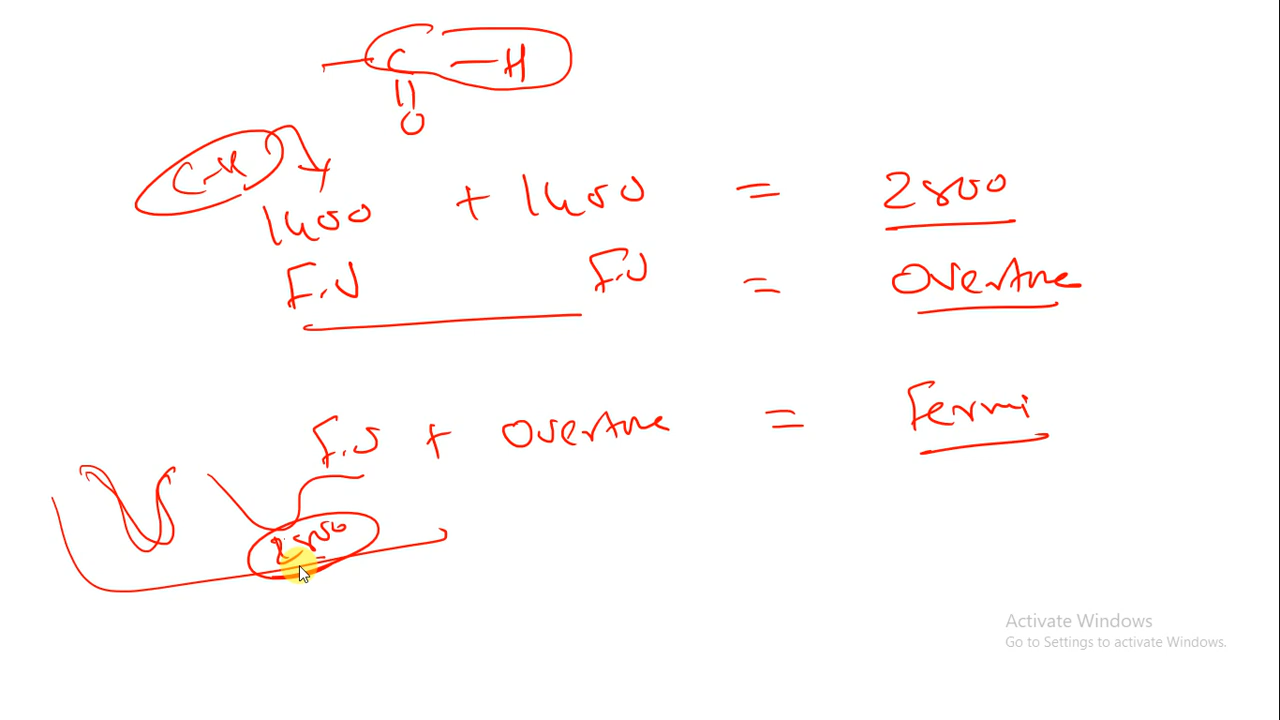 C — H
O
C-H
1400 + 1400 = 2800
F.V F.V = Overtone
F.V + Overtone = Fermi
2800
Activate Windows
Go to Settings to activate Windows.